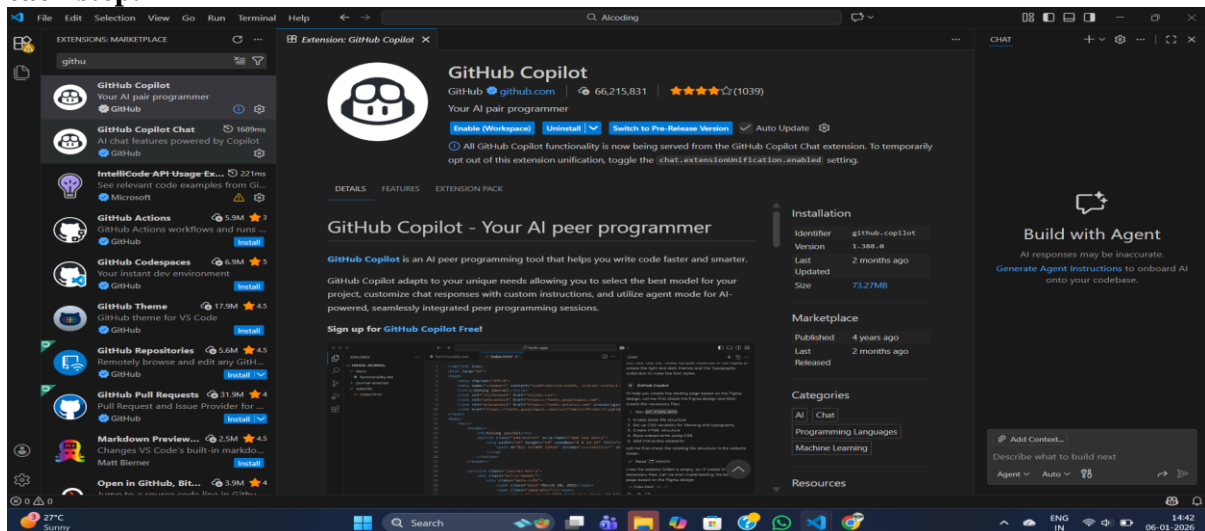 File Edit Selection View Go Run Terminal Help
Alcoding
EXTENSIONS: MARKETPLACE
githu
GitHub Copilot
Your AI pair programmer
GitHub
GitHub Copilot Chat 1689ms
AI chat features powered by Copilot
GitHub
IntelliCode API Usage Ex... 221ms
See relevant code examples from Gi...
Microsoft
GitHub Actions 5.9M 3
GitHub Actions workflows and runs ...
GitHub Install
GitHub Codespaces 6.9M 5
Your instant dev environment
GitHub Install
GitHub Theme 17.9M 4.5
GitHub theme for VS Code
GitHub Install
GitHub Repositories 5.6M 4.5
Remotely browse and edit any GitH...
GitHub Install
GitHub Pull Requests 31.9M 4
Pull Request and Issue Provider for ...
GitHub Install
Markdown Preview... 2.5M 4.5
Changes VS Code's built-in markdo...
Matt Bierner Install
Open in GitHub, Bit... 3.9M 4
Jump to a source code line in Githu
Extension: GitHub Copilot
GitHub Copilot
GitHub github.com 66,215,831 (1039)
Your AI pair programmer
Enable (Workspace) Uninstall Switch to Pre-Release Version Auto Update
All GitHub Copilot functionality is now being served from the GitHub Copilot Chat extension. To temporarily
opt out of this extension unification, toggle the chat.extensionUnification.enabled setting.
DETAILS FEATURES EXTENSION PACK
GitHub Copilot - Your AI peer programmer
GitHub Copilot is an AI peer programming tool that helps you write code faster and smarter.
GitHub Copilot adapts to your unique needs allowing you to select the best model for your
project, customize chat responses with custom instructions, and utilize agent mode for AI-
powered, seamlessly integrated peer programming sessions.
Sign up for GitHub Copilot Free!
Installation
Identifier github.copilot
Version 1.388.0
Last Updated 2 months ago
Size 73.27MB
Marketplace
Published 4 years ago
Last Released 2 months ago
Categories
AI Chat
Programming Languages
Machine Learning
Resources
CHAT
Build with Agent
AI responses may be inaccurate.
Generate Agent Instructions to onboard AI
onto your codebase.
Add Context...
Describe what to build next
Agent Auto
0 0
3 27°C
Sunny
Search
ENG
IN
14:42
06-01-2026